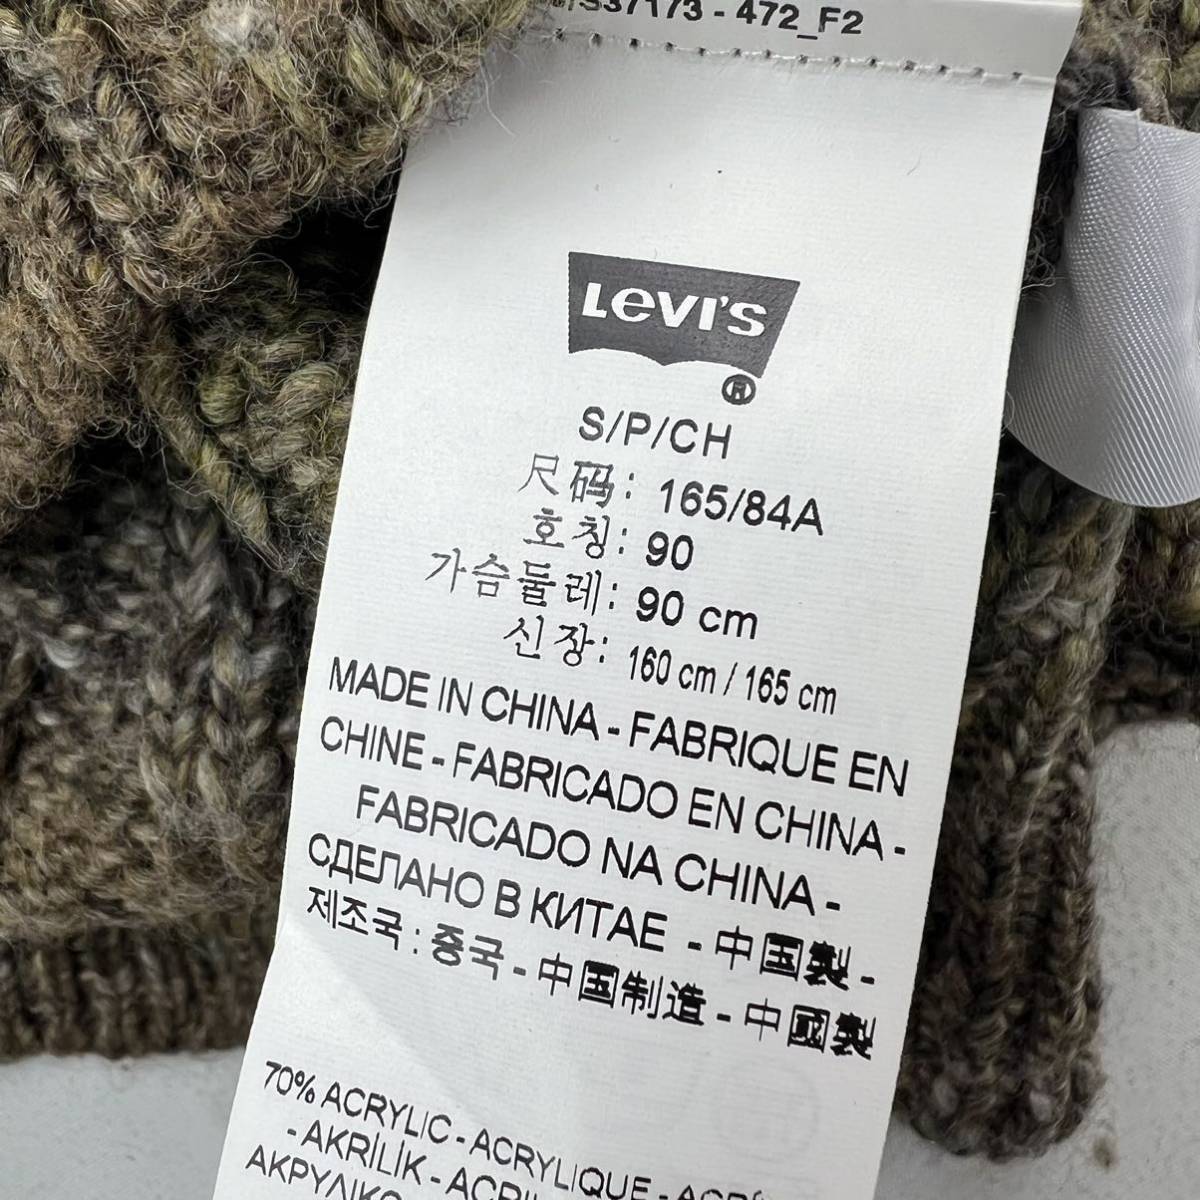 S37173 - 472_F2
Levi's
®
S/P/CH
尺码: 165/84A
호칭: 90
가슴둘레: 90 cm
신장: 160 cm / 165 cm
MADE IN CHINA - FABRIQUE EN
CHINE - FABRICADO EN CHINA -
FABRICADO NA CHINA -
СДЕЛАНО В КИТАЕ - 中国製 -
제조국 : 중국 - 中国制造 - 中國製
70% ACRYLIC - ACRYLIQUE -
- AKRİLİK -